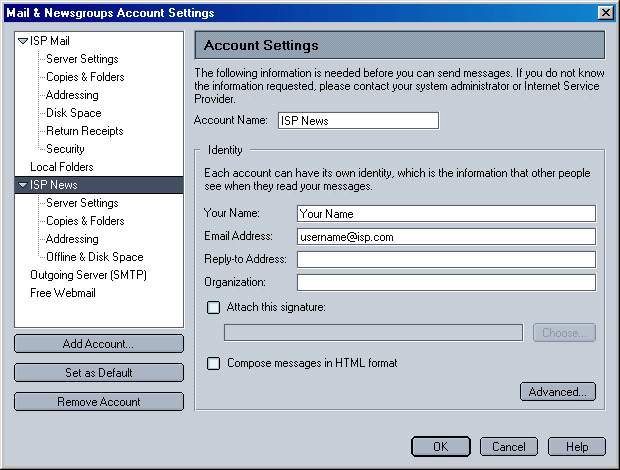 Mail & Newsgroups Account Settings
ISP Mail
Server Settings
Copies & Folders
Addressing
Disk Space
Return Receipts
Security
Local Folders
ISP News
Server Settings
Copies & Folders
Addressing
Offline & Disk Space
Outgoing Server (SMTP)
Free Webmail
Add Account...
Set as Default
Remove Account
Account Settings
The following information is needed before you can send messages. If you do not know
the information requested, please contact your system administrator or Internet Service
Provider.
Account Name: ISP News
Identity
Each account can have its own identity, which is the information that other people
see when they read your messages.
Your Name: Your Name
Email Address: username@isp.com
Reply-to Address:
Organization:
Attach this signature:
Choose...
Compose messages in HTML format
Advanced...
OK Cancel Help